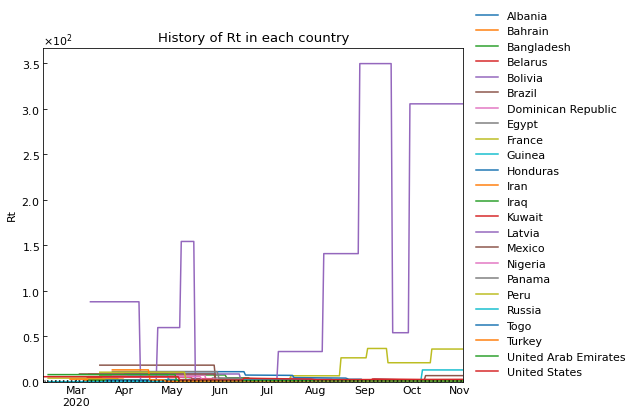 History of Rt in each country
×10²
3.5
3.0
2.5
2.0
1.5
1.0
0.5
0.0
Rt
Mar Apr May Jun Jul Aug Sep Oct Nov
2020
Albania
Bahrain
Bangladesh
Belarus
Bolivia
Brazil
Dominican Republic
Egypt
France
Guinea
Honduras
Iran
Iraq
Kuwait
Latvia
Mexico
Nigeria
Panama
Peru
Russia
Togo
Turkey
United Arab Emirates
United States